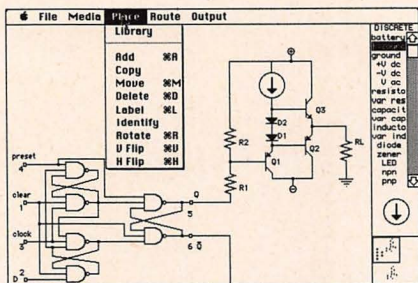 File Media Place Route Output
Library
Add ⌘A
Copy
Move ⌘M
Delete ⌘D
Label ⌘L
Identify
Rotate ⌘R
V Flip ⌘V
H Flip ⌘H
DISCRETE
battery
ground
+V dc
-V dc
V ac
resisto
var res
capacit
var cap
inducto
var ind
diode
zener
LED
npn
pnp
Q3
D2
D1
R2
Q1
Q2
RL
R1
preset
4
clear
1
clock
3
D 2
Q
5
6 Q̄